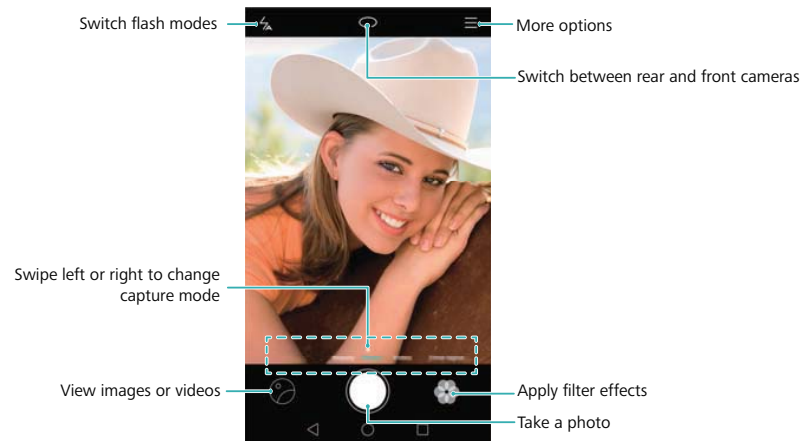 Switch flash modes
More options
Switch between rear and front cameras
Swipe left or right to change
capture mode
View images or videos
Apply filter effects
Take a photo